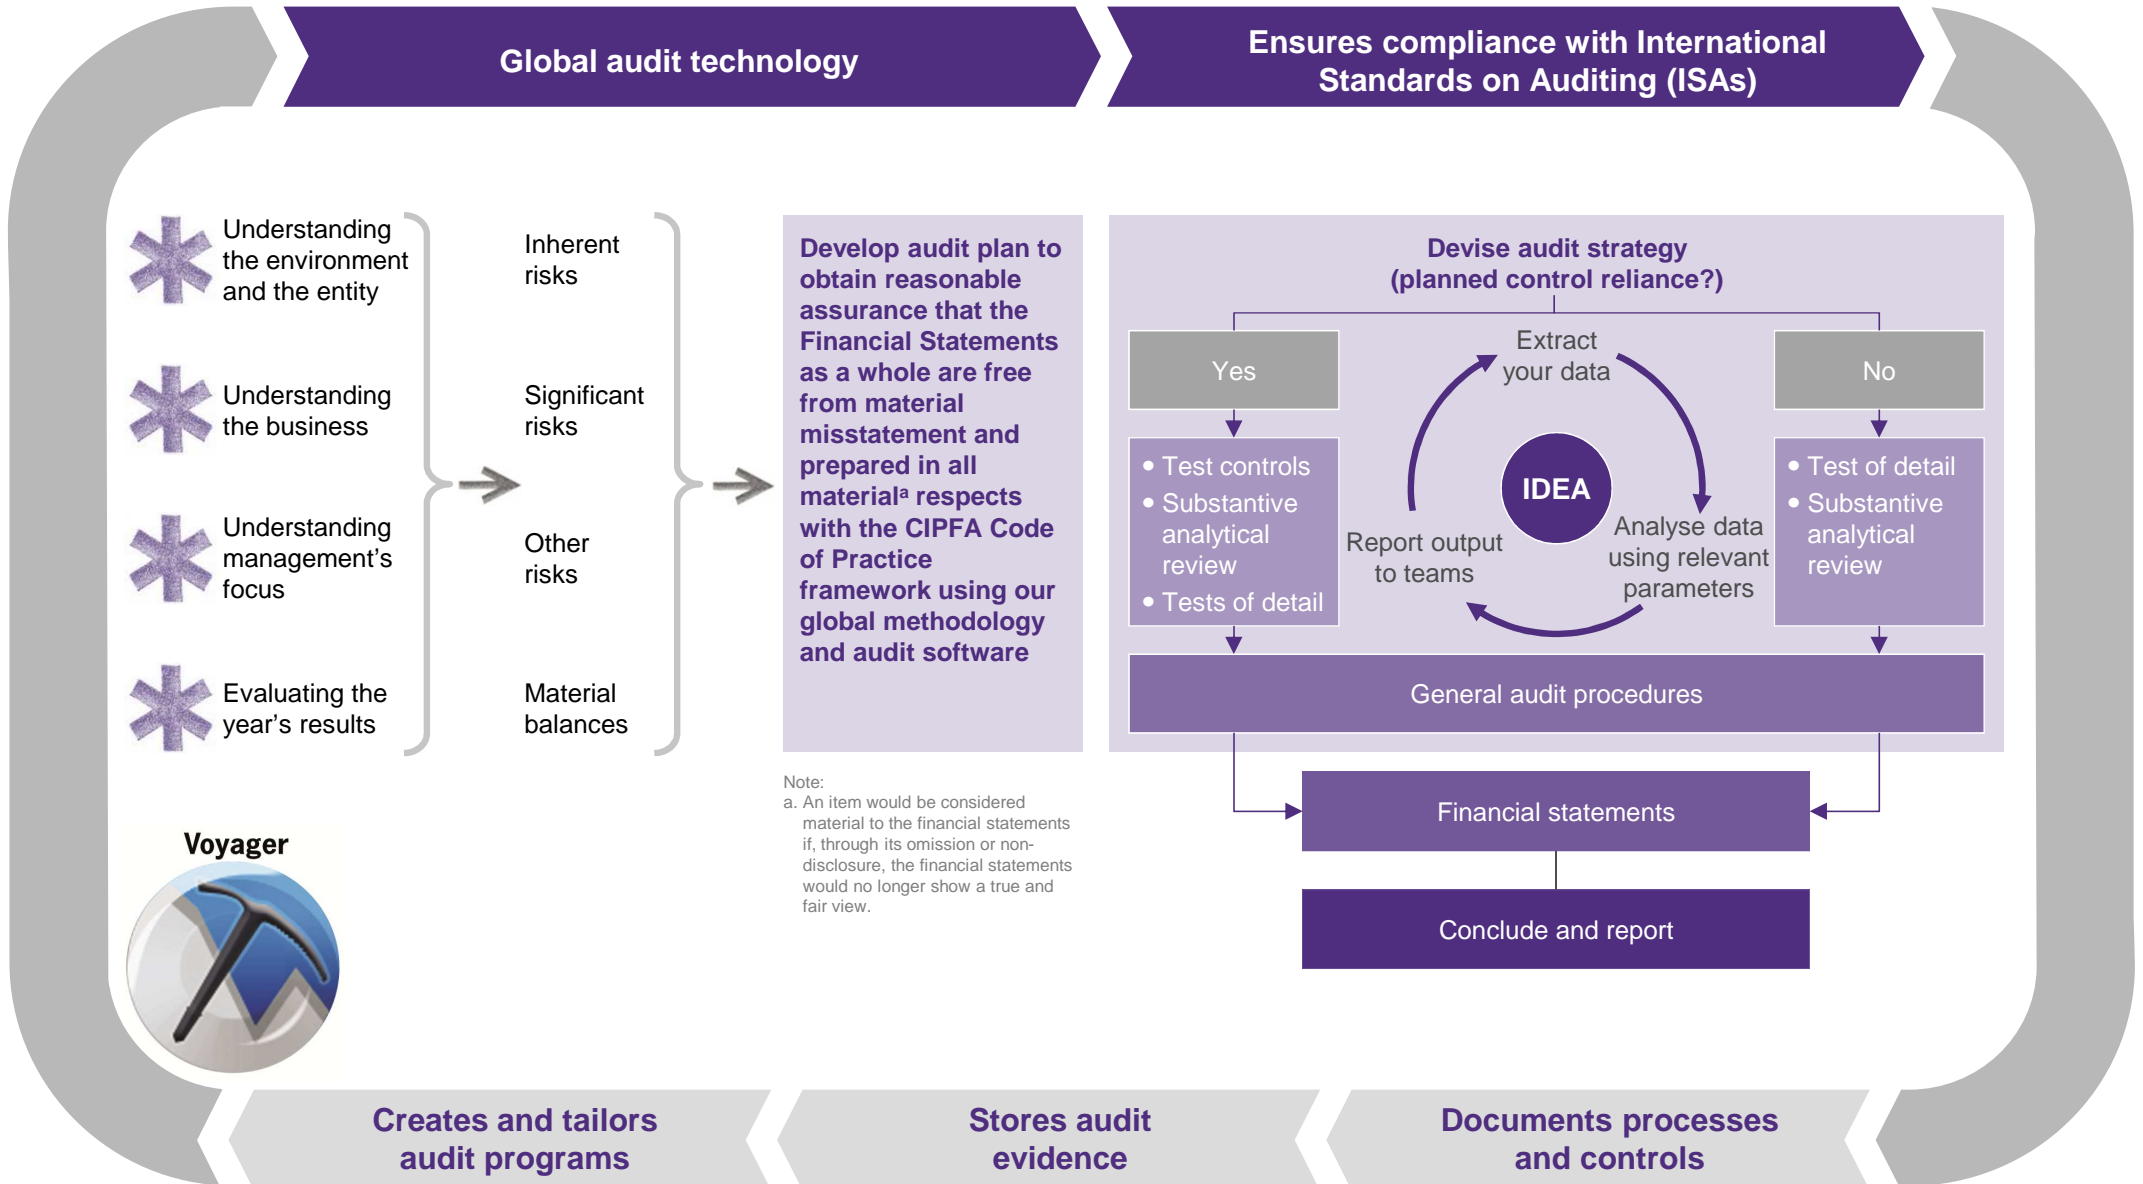 Global audit technology
Ensures compliance with International
Standards on Auditing (ISAs)
Understanding
the environment
and the entity
Understanding
the business
Understanding
management’s
focus
Evaluating the
year’s results
Inherent
risks
Significant
risks
Other
risks
Material
balances
Develop audit plan to
obtain reasonable
assurance that the
Financial Statements
as a whole are free
from material
misstatement and
prepared in all
materialᵃ respects
with the CIPFA Code
of Practice
framework using our
global methodology
and audit software
Note:
a. An item would be considered
material to the financial statements
if, through its omission or non-
disclosure, the financial statements
would no longer show a true and
fair view.
Devise audit strategy
(planned control reliance?)
Yes
• Test controls
• Substantive
analytical
review
• Tests of detail
Extract
your data
IDEA
Analyse data
using relevant
parameters
Report output
to teams
No
• Test of detail
• Substantive
analytical
review
General audit procedures
Financial statements
Conclude and report
Voyager
Creates and tailors
audit programs
Stores audit
evidence
Documents processes
and controls